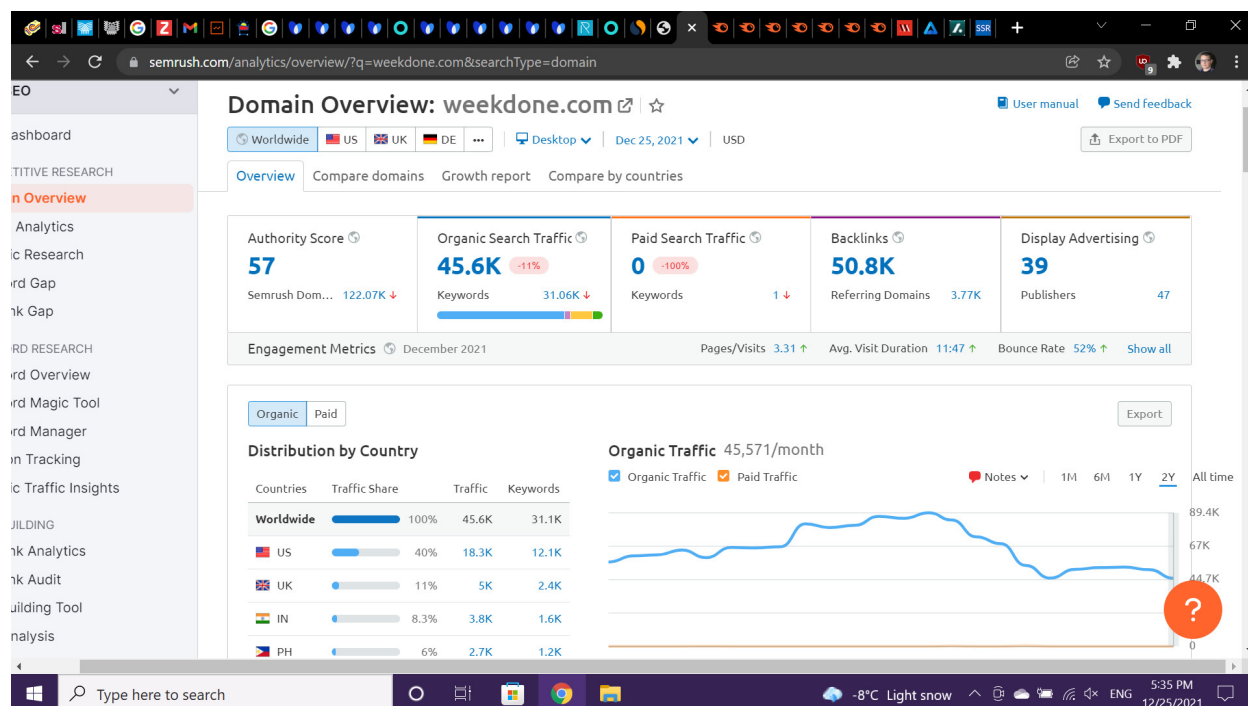 semrush.com/analytics/overview/?q=weekdone.com&searchType=domain
9
EO
Domain Overview: weekdone.com
User manual Send feedback
ashboard
Worldwide US UK DE ... Desktop Dec 25, 2021 USD Export to PDF
TITIVE RESEARCH
Overview Compare domains Growth report Compare by countries
n Overview
Analytics
ic Research
rd Gap
nk Gap
Authority Score Organic Search Traffic Paid Search Traffic Backlinks Display Advertising
57 45.6K -11% 0 -100% 50.8K 39
Semrush Dom... 122.07K Keywords 31.06K Keywords 1 Referring Domains 3.77K Publishers 47
RD RESEARCH
Engagement Metrics December 2021 Pages/Visits 3.31 Avg. Visit Duration 11:47 Bounce Rate 52% Show all
rd Overview
rd Magic Tool
rd Manager
on Tracking
ic Traffic Insights
Organic Paid Export
Distribution by Country
Organic Traffic 45,571/month
Organic Traffic Paid Traffic Notes 1M 6M 1Y 2Y All time
Countries Traffic Share Traffic Keywords
Worldwide 100% 45.6K 31.1K
US 40% 18.3K 12.1K
UK 11% 5K 2.4K
IN 8.3% 3.8K 1.6K
PH 6% 2.7K 1.2K
89.4K
67K
44.7K
0
?
UILDING
nk Analytics
nk Audit
uilding Tool
nalysis
Type here to search
-8°C Light snow ENG 5:35 PM
12/25/2021